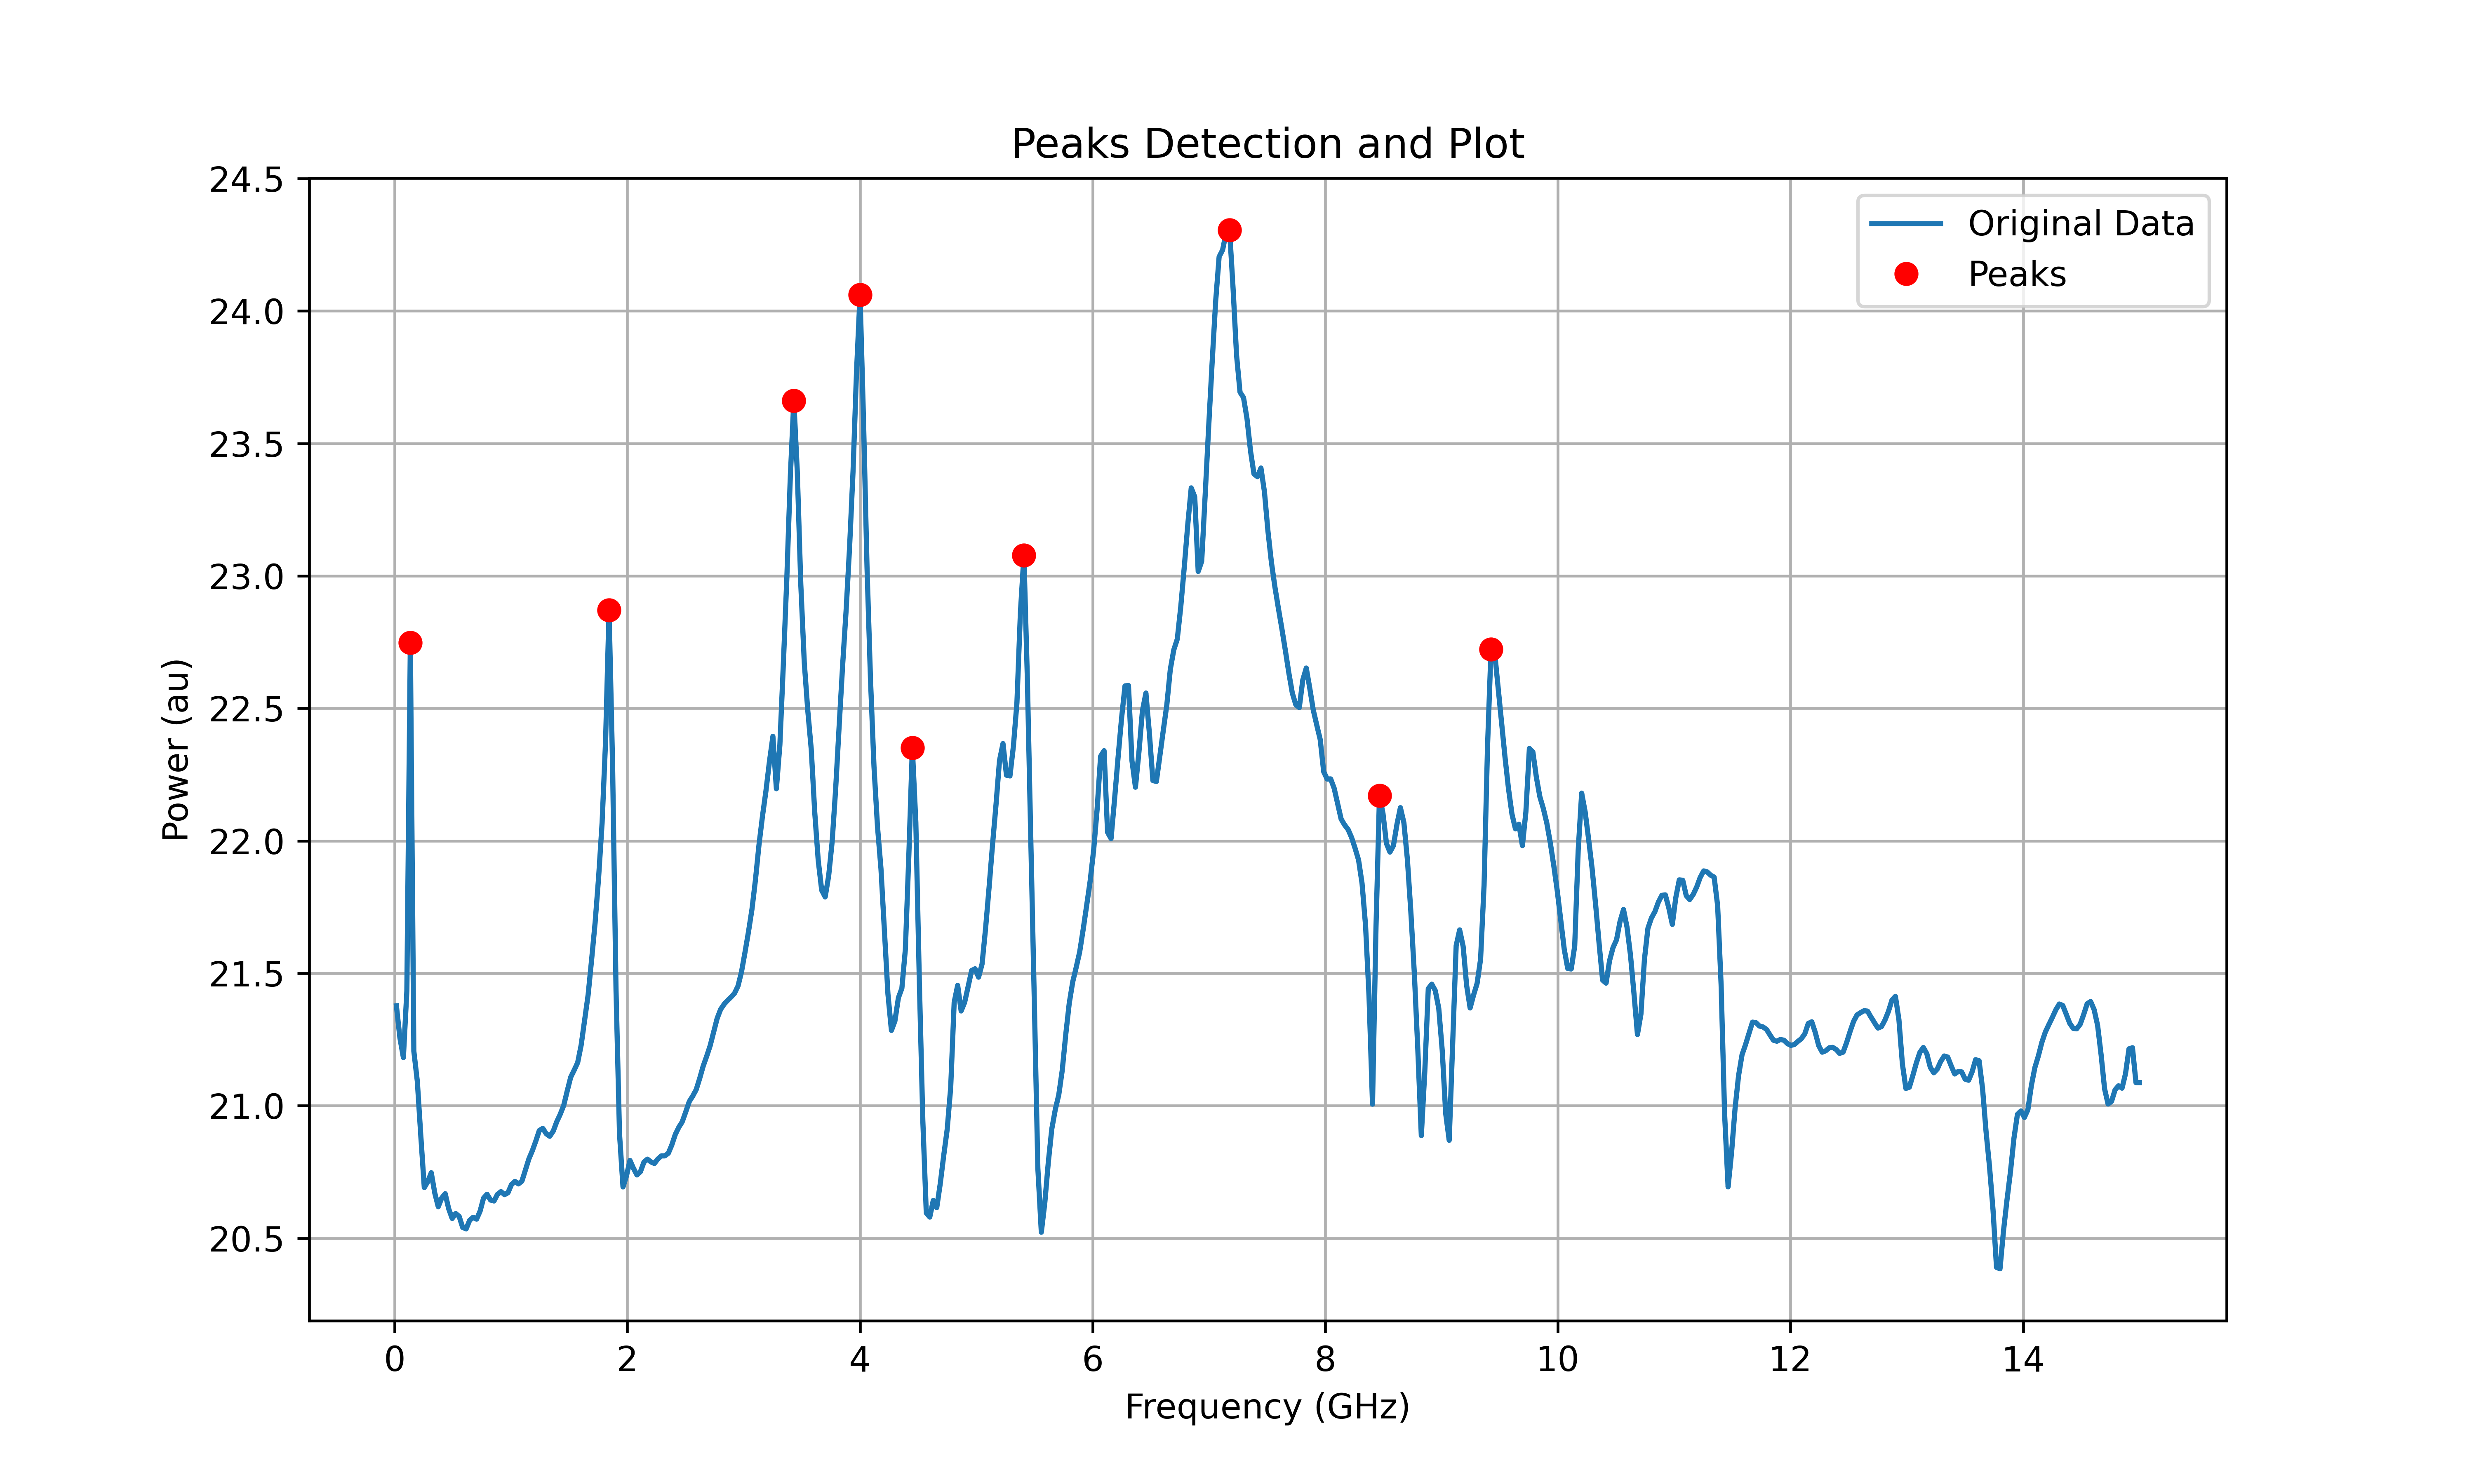 Peaks Detection and Plot
24.5
24.0
23.5
23.0
22.5
22.0
21.5
21.0
20.5
Power (au)
Original Data
Peaks
0 2 4 6 8 10 12 14
Frequency (GHz)